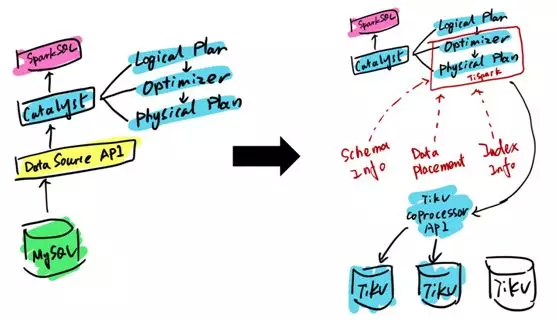 SparkSQL
Catalyst
Logical Plan
Optimizer
Physical Plan
Data Source API
MySQL
SparkSQL
Catalyst
Logical Plan
Optimizer
Physical Plan
Tispark
Schema
Info
Data
Placement
Index
Info
TiKV
Coprocessor
API
TiKV
TiKV
TiKV